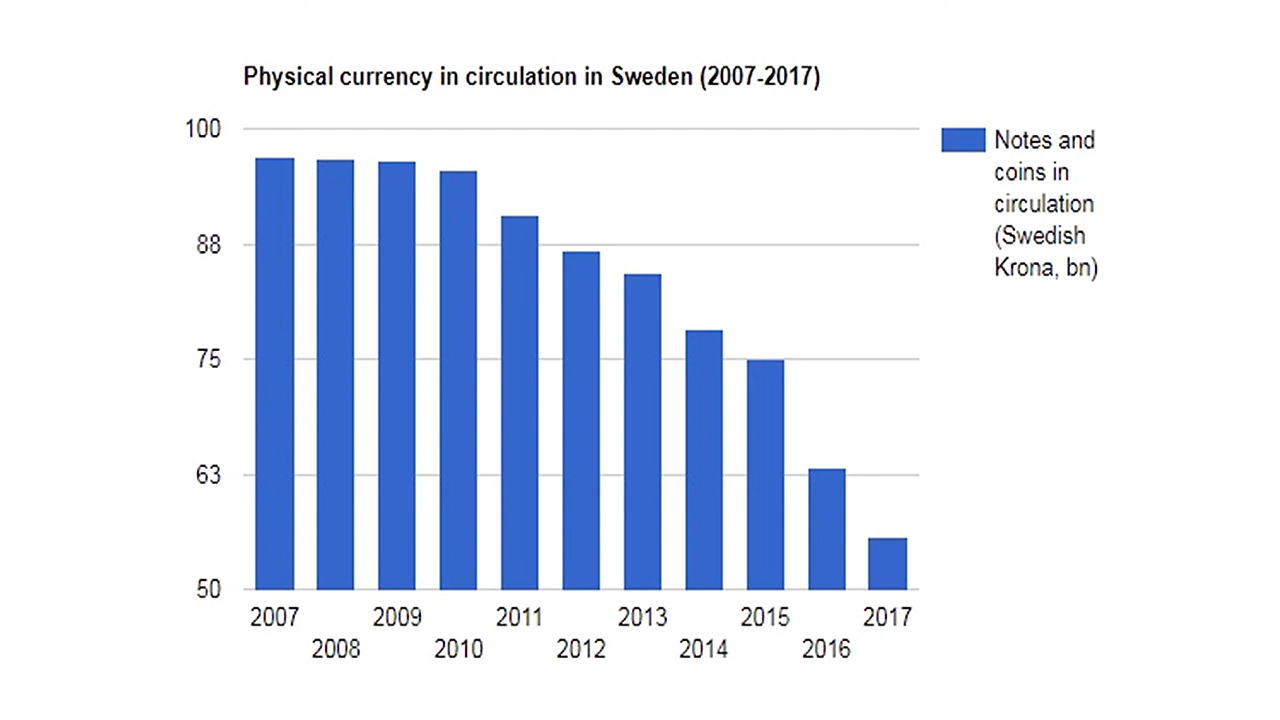 Physical currency in circulation in Sweden (2007-2017)
100
88
75
63
50
2007
2008
2009
2010
2011
2012
2013
2014
2015
2016
2017
Notes and
coins in
circulation
(Swedish
Krona, bn)